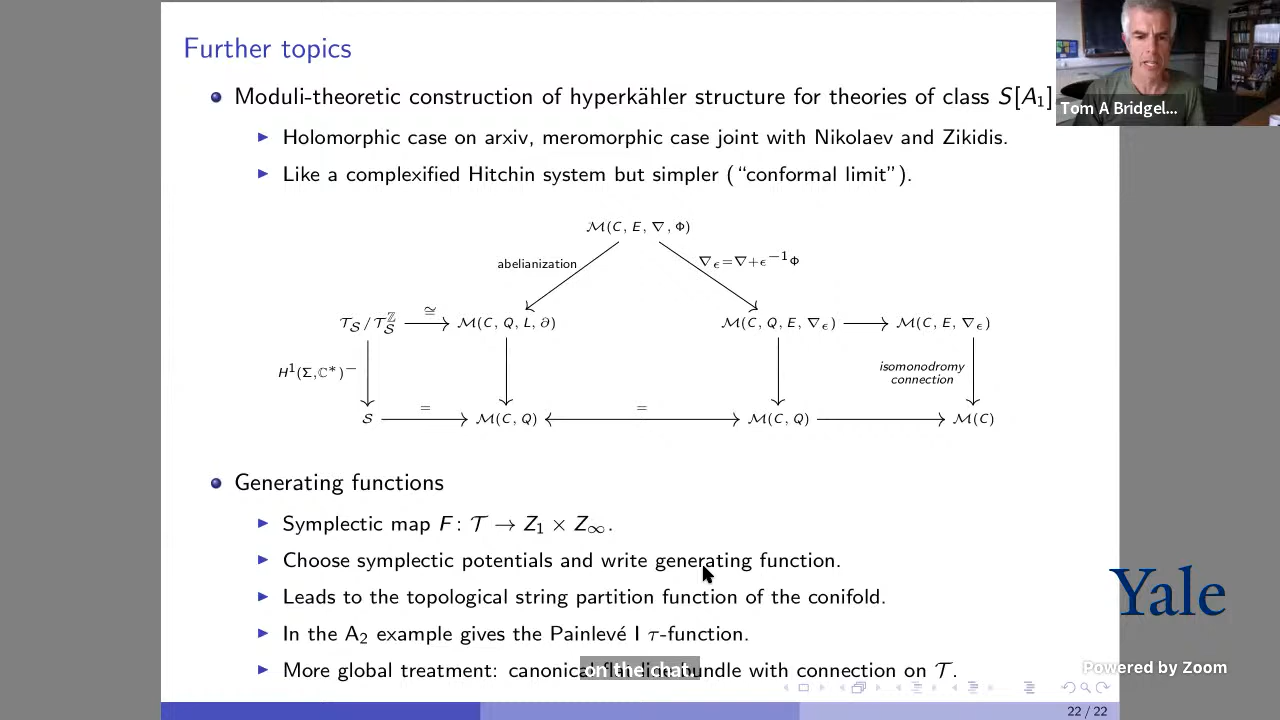 Further topics
Moduli-theoretic construction of hyperkähler structure for theories of class S[A₁]
Holomorphic case on arxiv, meromorphic case joint with Nikolaev and Zikidis.
Like a complexified Hitchin system but simpler ("conformal limit").
Tom A Bridgel...
ℳ(C, E, ∇, Φ)
abelianization
∇_ϵ=∇+ϵ⁻¹Φ
𝒯_𝒮/𝒯_𝒮^ℤ ≅ ℳ(C, Q, L, ∂) ℳ(C, Q, E, ∇_ϵ) ℳ(C, E, ∇_ϵ)
H¹(Σ,ℂ*)⁻
isomonodromy
connection
𝒮 = ℳ(C, Q) = ℳ(C, Q) ℳ(C)
Generating functions
Symplectic map F: 𝒯 → Z₁ × Z∞.
Choose symplectic potentials and write generating function.
Leads to the topological string partition function of the conifold.
In the A₂ example gives the Painlevé I τ-function.
More global treatment: canonical bundle with connection on 𝒯.
on the chat.
Yale
Powered by Zoom
22 / 22